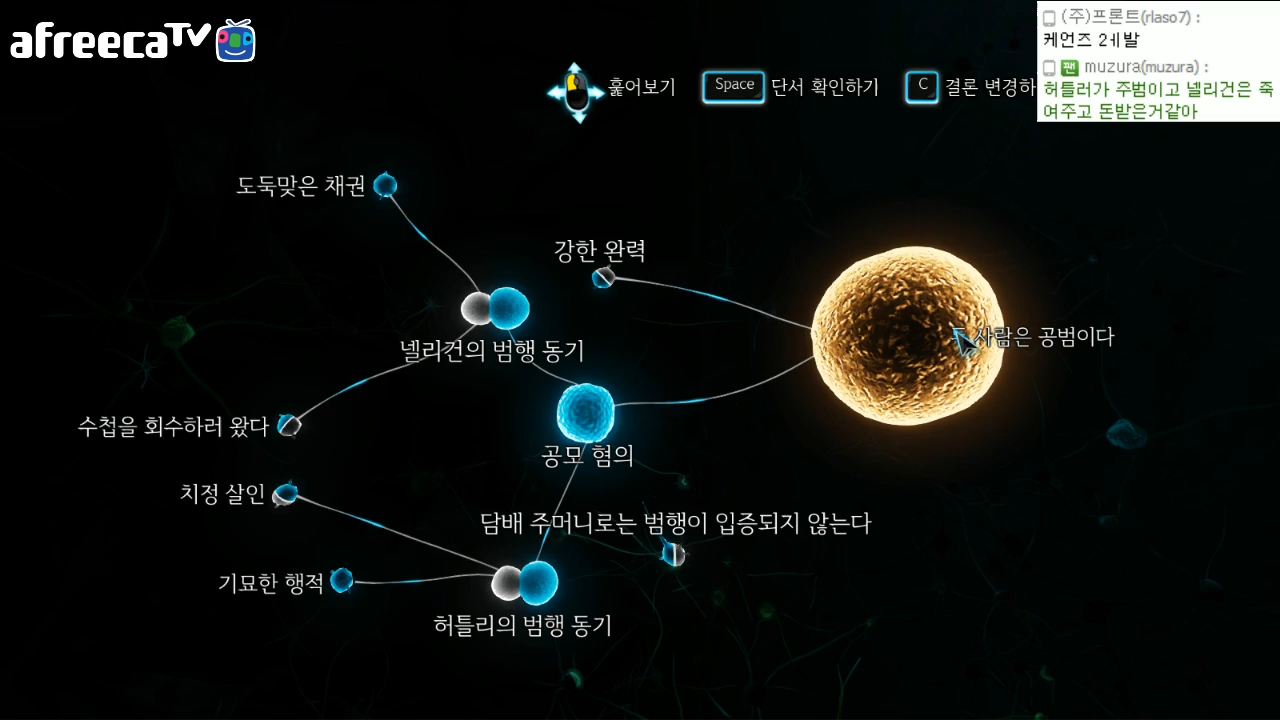 afreecaTV
(주)프론트(rlaso7) :
케언즈 2네발
팬 muzura(muzura) :
허틀러가 주범이고 넬리건은 죽
여주고 돈받은거같아
훑어보기
Space 단서 확인하기
C 결론 변경하
도둑맞은 채권
강한 완력
사람은 공범이다
넬리건의 범행 동기
수첩을 회수하러 왔다
공모 혐의
치정 살인
담배 주머니로는 범행이 입증되지 않는다
기묘한 행적
허틀리의 범행 동기